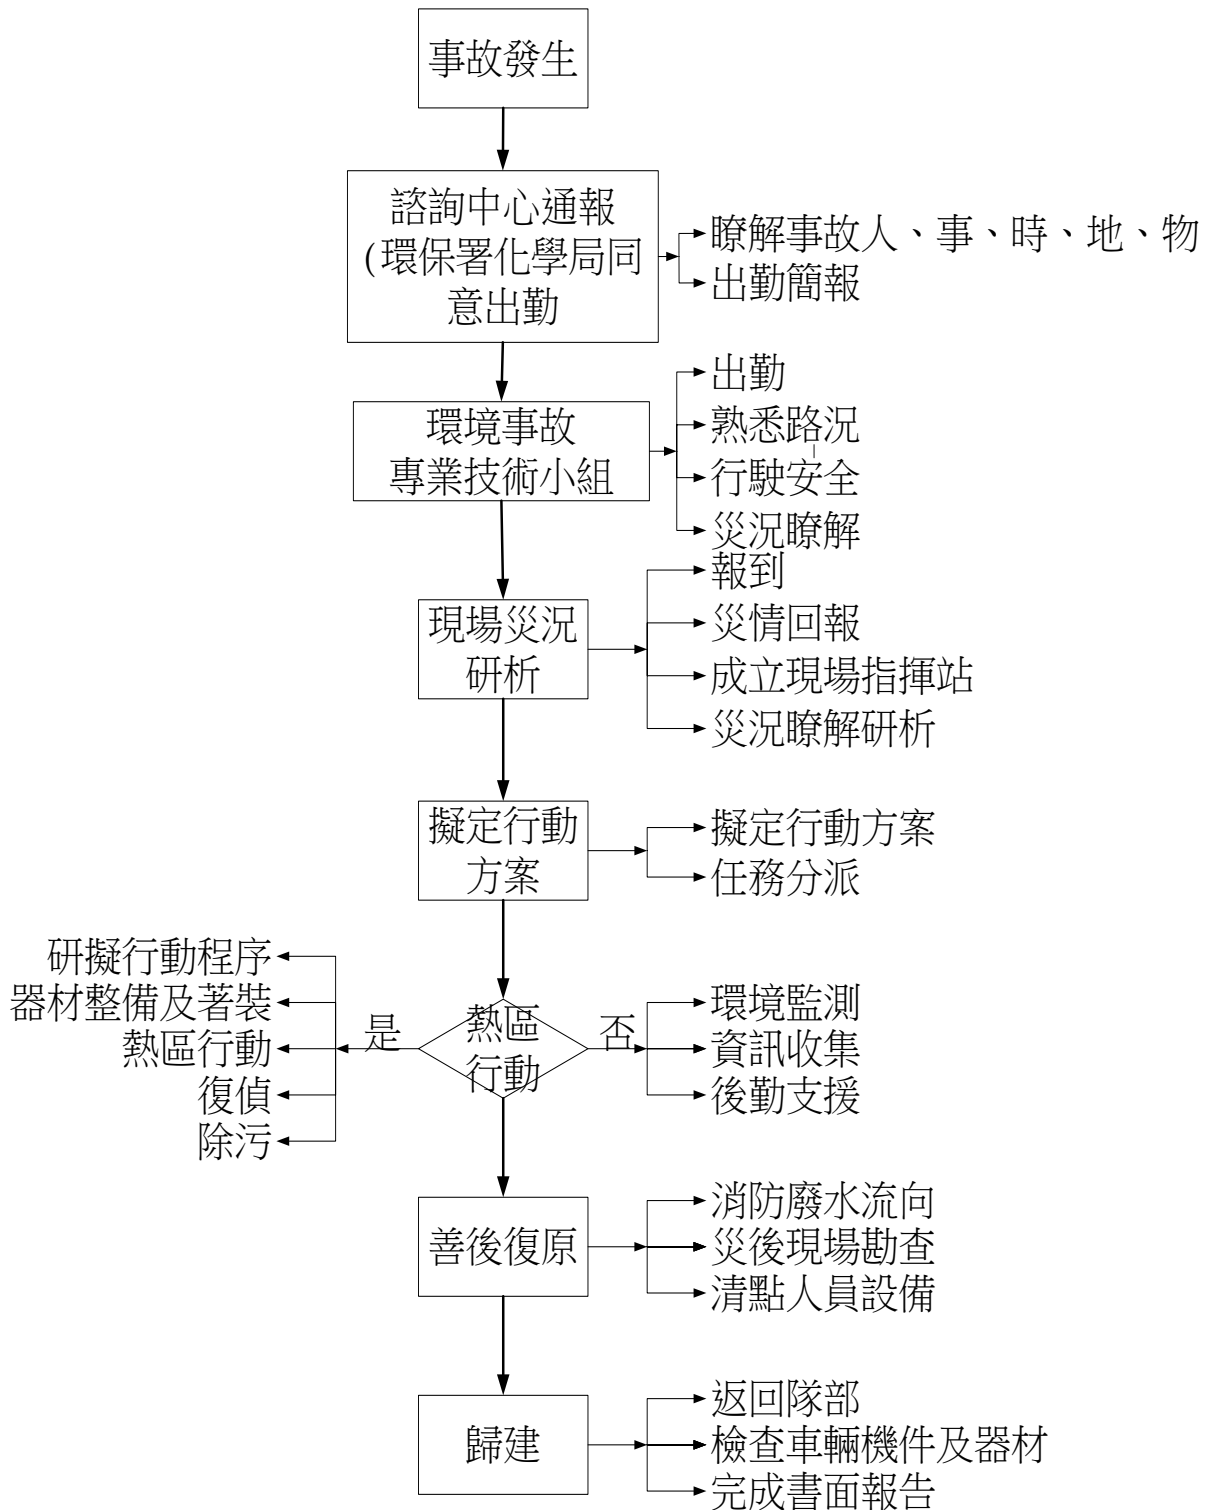 事故發生
諮詢中心通報
(環保署化學局同
意出勤
瞭解事故人、事、時、地、物
出勤簡報
環境事故
專業技術小組
出勤
熟悉路況
行駛安全
災況瞭解
現場災況
研析
報到
災情回報
成立現場指揮站
災況瞭解研析
擬定行動
方案
擬定行動方案
任務分派
熱區
行動
是
研擬行動程序
器材整備及著裝
熱區行動
復偵
除污
否
環境監測
資訊收集
後勤支援
善後復原
消防廢水流向
災後現場勘查
清點人員設備
歸建
返回隊部
檢查車輛機件及器材
完成書面報告